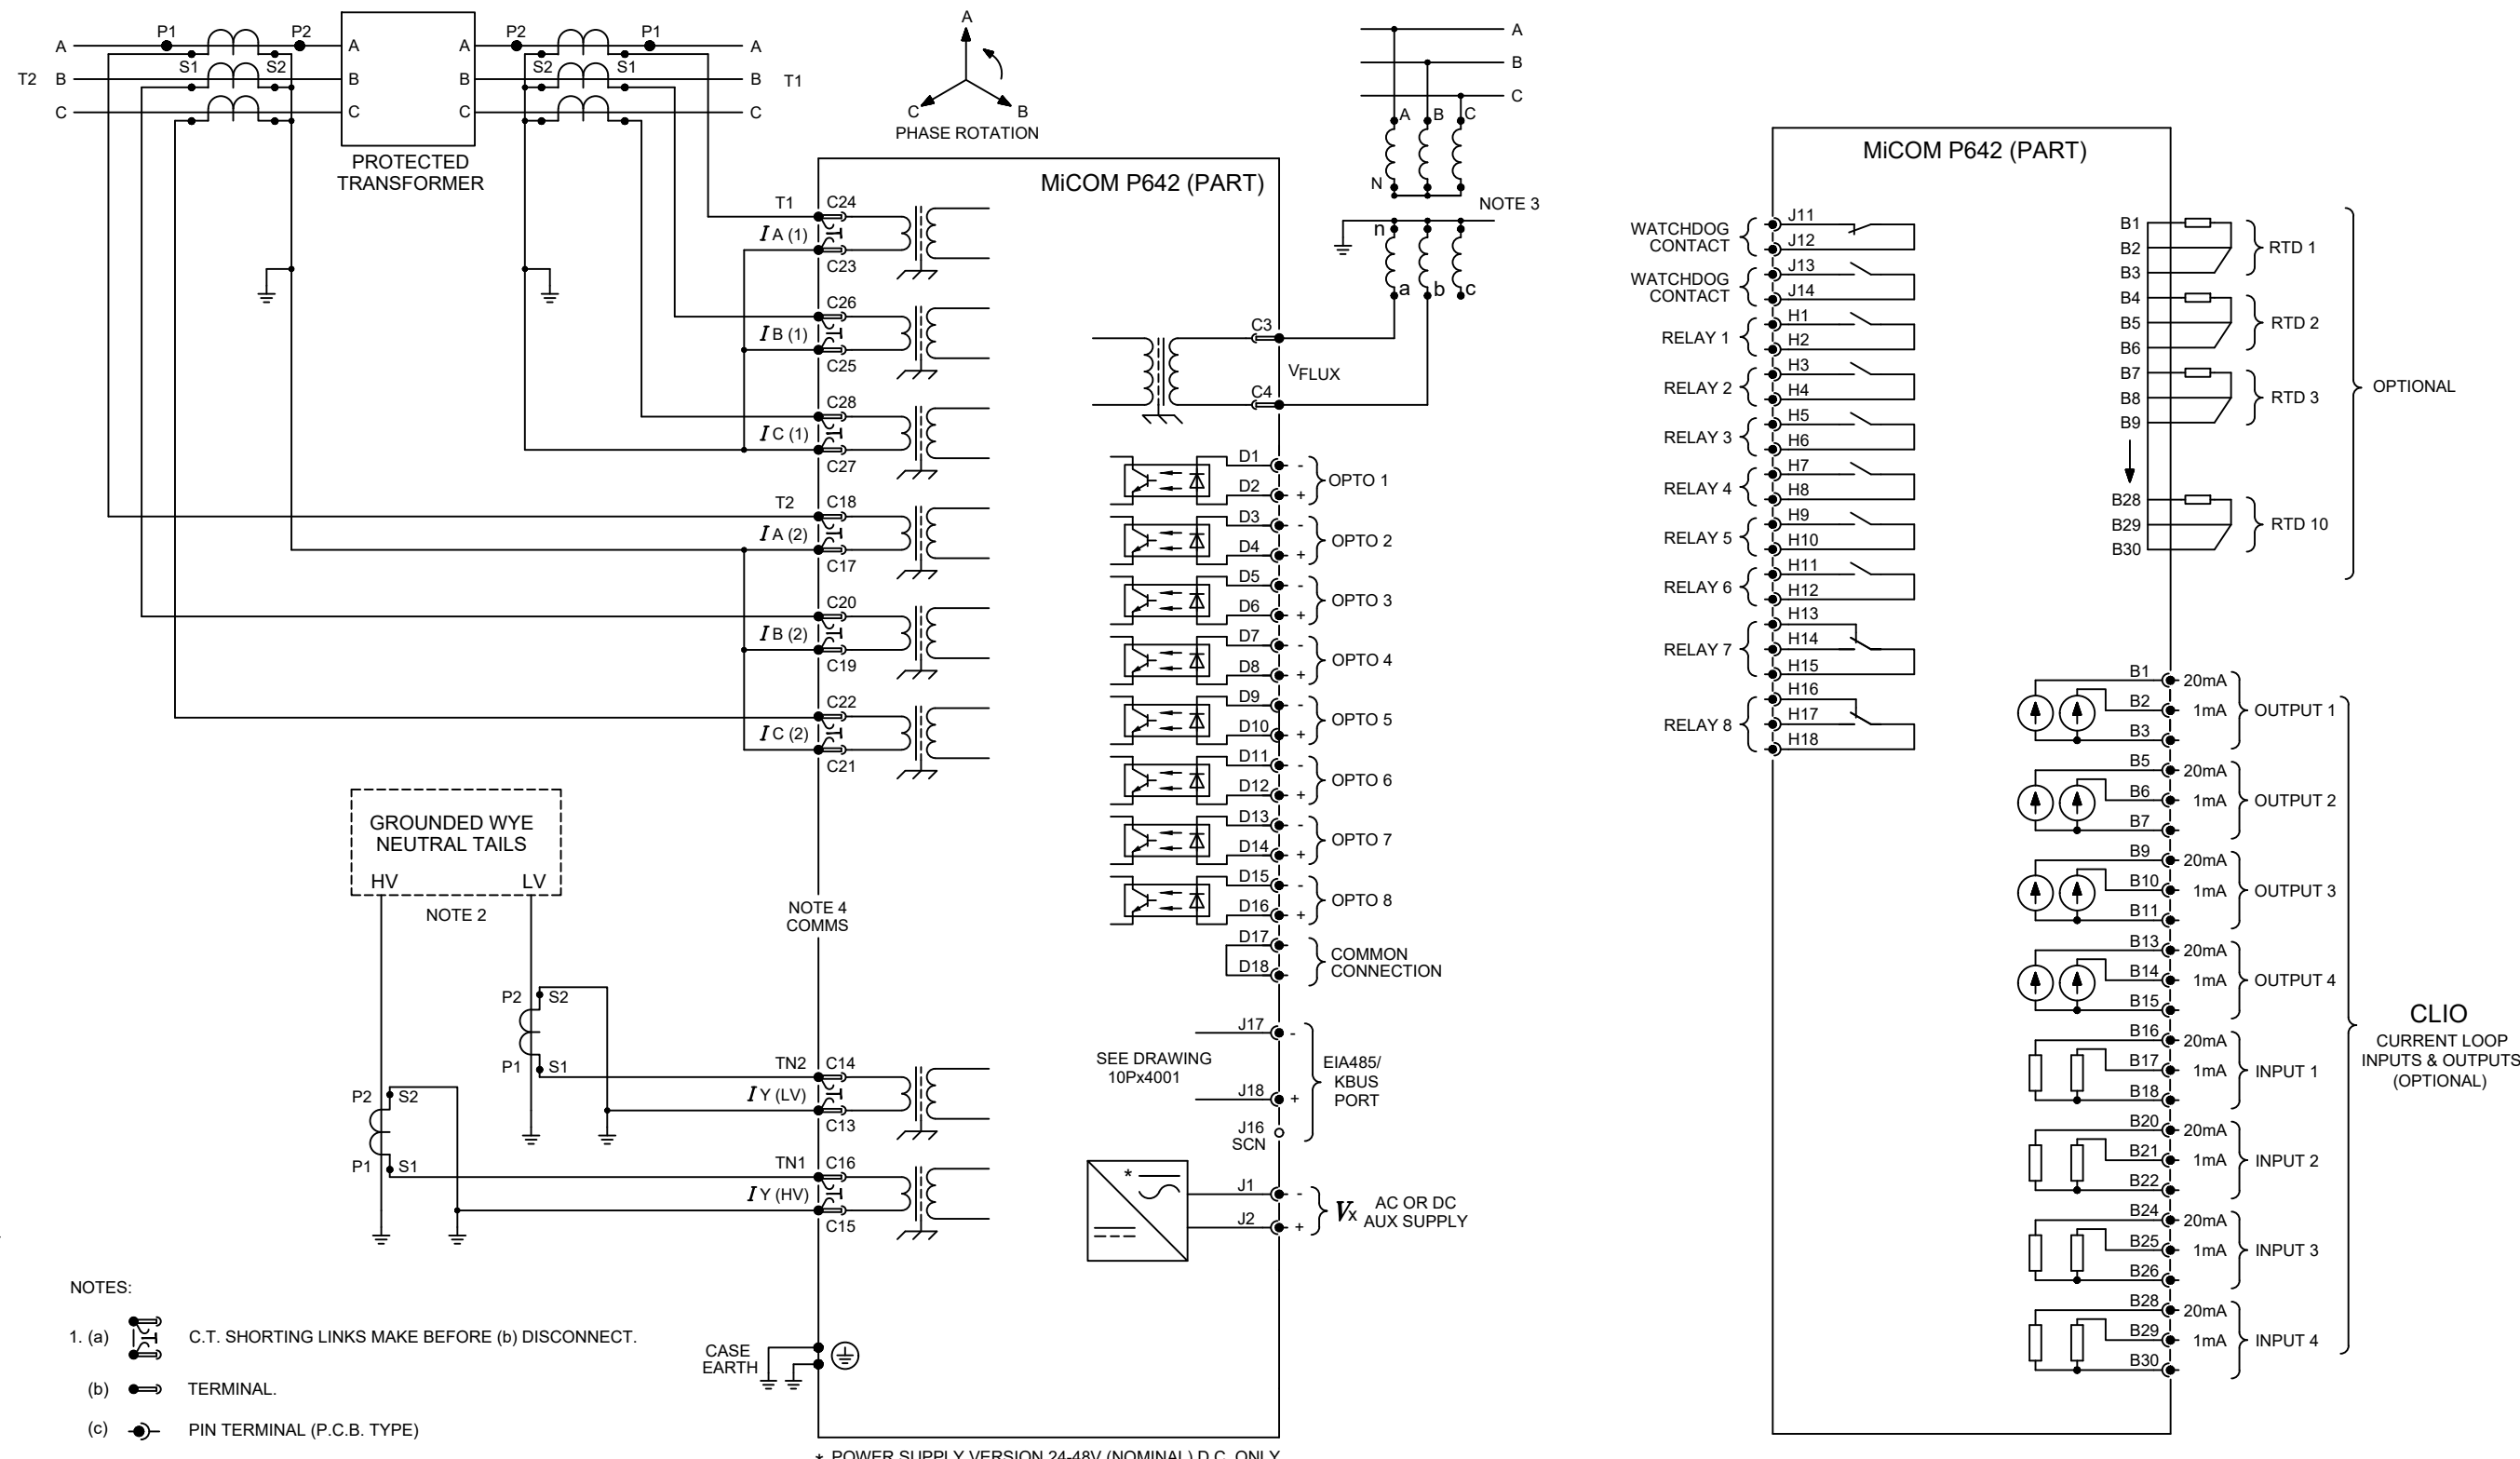 A P1 P2 A
S1 S2
T2 B B
C C
PROTECTED
TRANSFORMER
A P2 P1 A
S2 S1
B B T1
C C
A
C B
PHASE ROTATION
A
B
C
A B C
N
NOTE 3
n
a b c
MiCOM P642 (PART)
T1 C24
I A (1)
C23
C26
I B (1)
C25
C28
I C (1)
C27
T2 C18
I A (2)
C17
C20
I B (2)
C19
C22
I C (2)
C21
C3
VFLUX
C4
D1 -
D2 +
OPTO 1
D3 -
D4 +
OPTO 2
D5 -
D6 +
OPTO 3
D7 -
D8 +
OPTO 4
D9 -
D10 +
OPTO 5
D11 -
D12 +
OPTO 6
D13 -
D14 +
OPTO 7
D15 -
D16 +
OPTO 8
D17
D18
COMMON
CONNECTION
GROUNDED WYE
NEUTRAL TAILS
HV LV
NOTE 2
NOTE 4
COMMS
P2 S2
P1 S1
TN2 C14
I Y (LV)
C13
P2 S2
P1 S1
TN1 C16
I Y (HV)
C15
SEE DRAWING
10Px4001
J17 -
J18 +
J16
SCN
EIA485/
KBUS
PORT
*
J1 -
J2 +
Vx AC OR DC
AUX SUPPLY
CASE
EARTH
NOTES:
1. (a) C.T. SHORTING LINKS MAKE BEFORE (b) DISCONNECT.
(b) TERMINAL.
(c) PIN TERMINAL (P.C.B. TYPE)
* POWER SUPPLY VERSION 24-48V (NOMINAL) D.C. ONLY
MiCOM P642 (PART)
WATCHDOG
CONTACT
J11
J12
WATCHDOG
CONTACT
J13
J14
RELAY 1
H1
H2
RELAY 2
H3
H4
RELAY 3
H5
H6
RELAY 4
H7
H8
RELAY 5
H9
H10
RELAY 6
H11
H12
RELAY 7
H13
H14
H15
RELAY 8
H16
H17
H18
B1
B2
B3
RTD 1
B4
B5
B6
RTD 2
B7
B8
B9
RTD 3
B28
B29
B30
RTD 10
OPTIONAL
B1 20mA
B2 1mA
B3
OUTPUT 1
B5 20mA
B6 1mA
B7
OUTPUT 2
B9 20mA
B10 1mA
B11
OUTPUT 3
B13 20mA
B14 1mA
B15
OUTPUT 4
B16 20mA
B17 1mA
B18
INPUT 1
B20 20mA
B21 1mA
B22
INPUT 2
B24 20mA
B25 1mA
B26
INPUT 3
B28 20mA
B29 1mA
B30
INPUT 4
CLIO
CURRENT LOOP
INPUTS & OUTPUTS
(OPTIONAL)